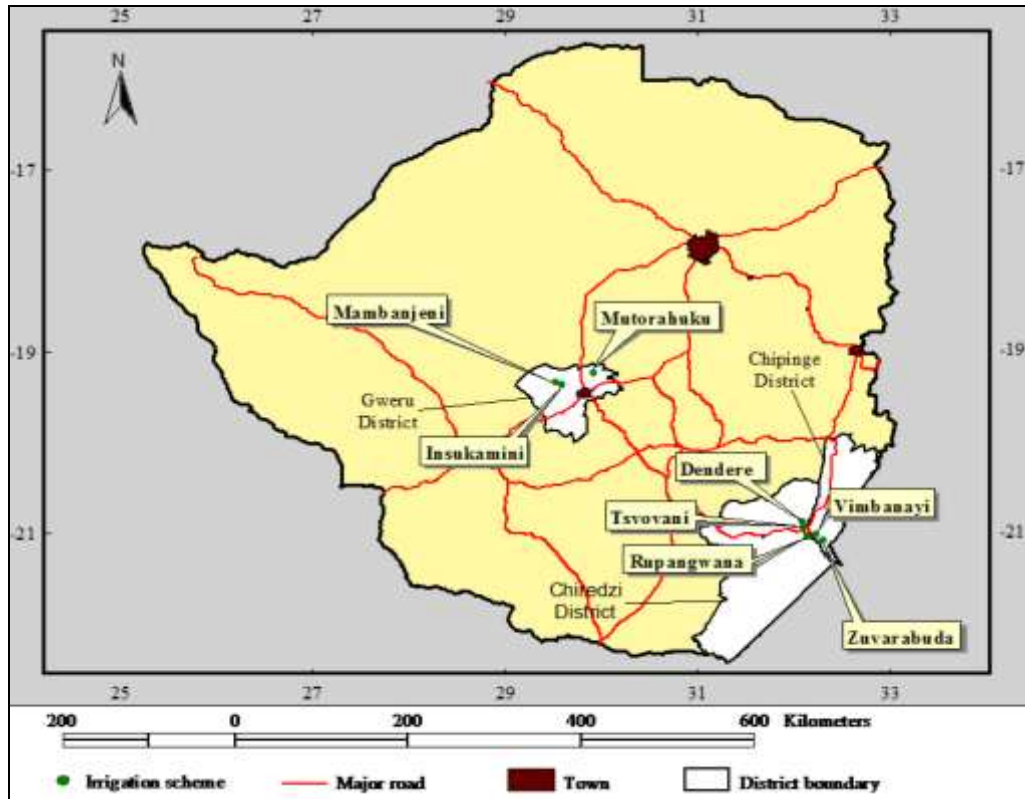 25 27 29 31 33
N
-17 -17
Mambanjeni
Mutorahuku
-19 -19
Chipinge
District
Gweru
District
Insukamini
Dendere
Vimbanayi
Tsvovani
-21 -21
Rupangwana
Chiredzi
District
Zuvarabuda
25 27 29 31 33
200 0 200 400 600 Kilometers
Irrigation scheme Major road Town District boundary